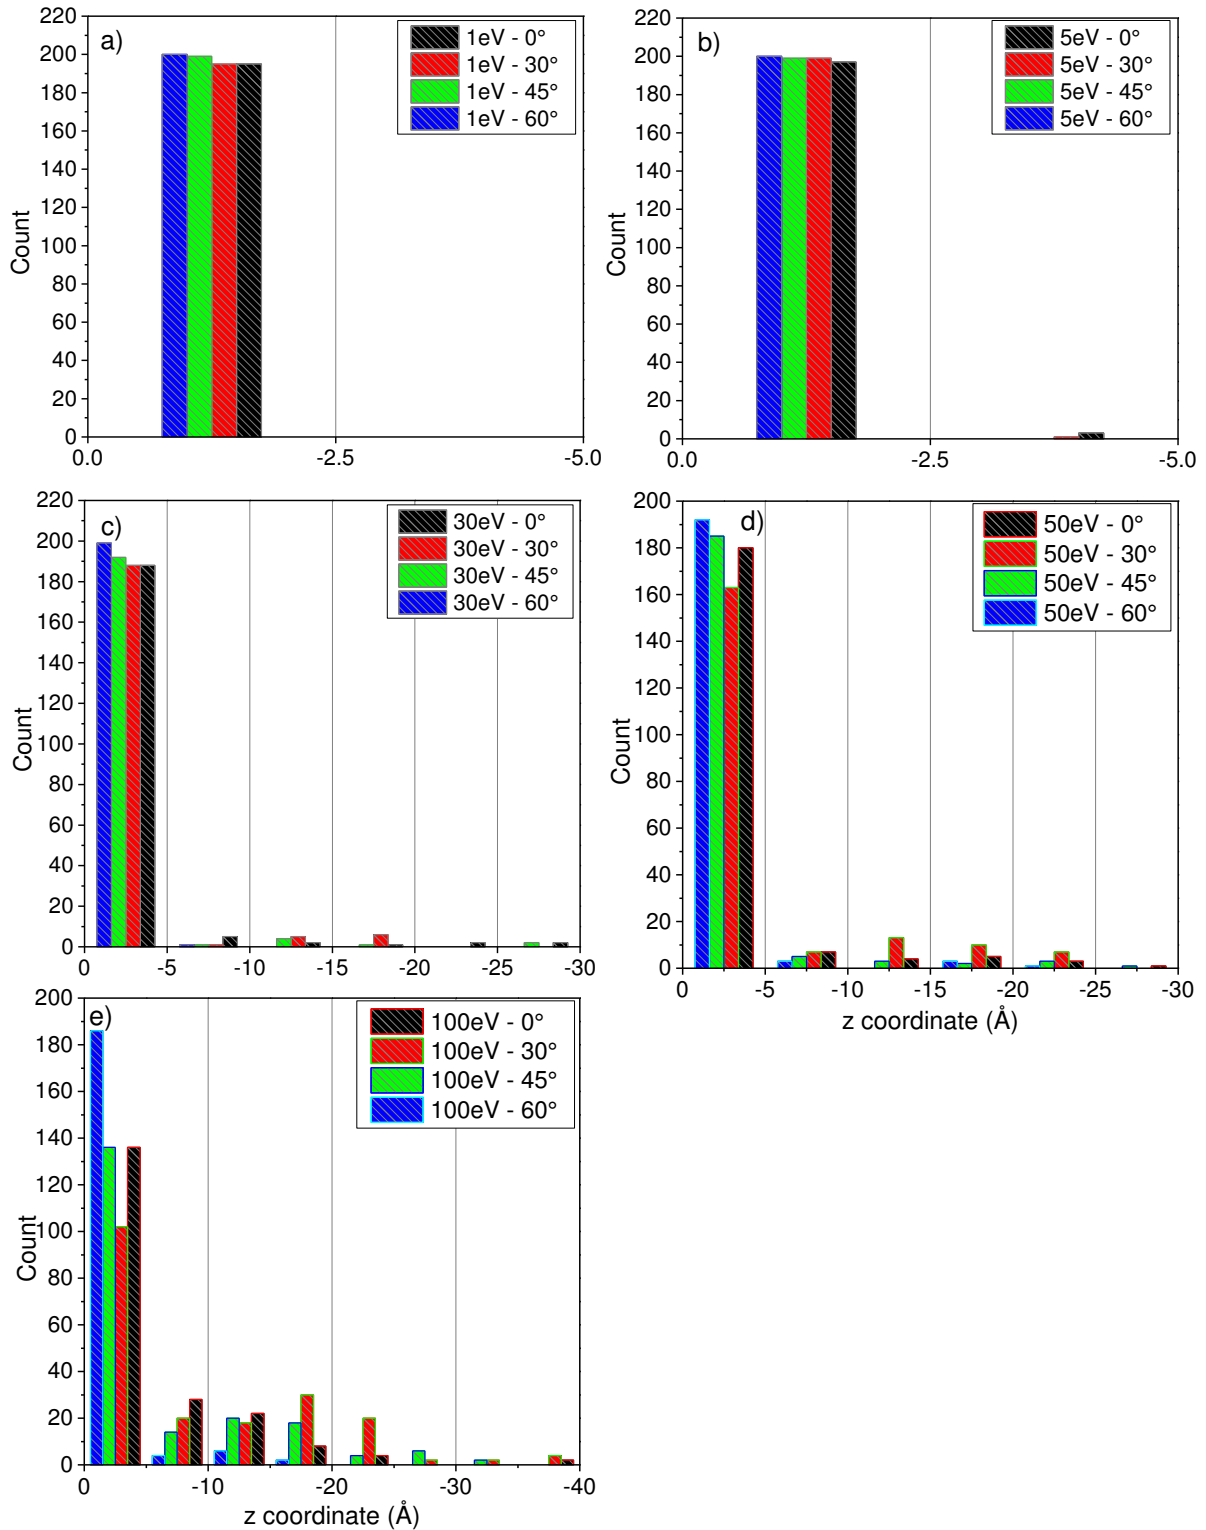 a)
1eV - 0°
1eV - 30°
1eV - 45°
1eV - 60°
Count
220
200
180
160
140
120
100
80
60
40
20
0
0.0 -2.5 -5.0
b)
5eV - 0°
5eV - 30°
5eV - 45°
5eV - 60°
Count
220
200
180
160
140
120
100
80
60
40
20
0
0.0 -2.5 -5.0
c)
30eV - 0°
30eV - 30°
30eV - 45°
30eV - 60°
Count
220
200
180
160
140
120
100
80
60
40
20
0
0 -5 -10 -15 -20 -25 -30
d)
50eV - 0°
50eV - 30°
50eV - 45°
50eV - 60°
Count
200
180
160
140
120
100
80
60
40
20
0
0 -5 -10 -15 -20 -25 -30
z coordinate (Å)
e)
100eV - 0°
100eV - 30°
100eV - 45°
100eV - 60°
Count
200
180
160
140
120
100
80
60
40
20
0
0 -10 -20 -30 -40
z coordinate (Å)